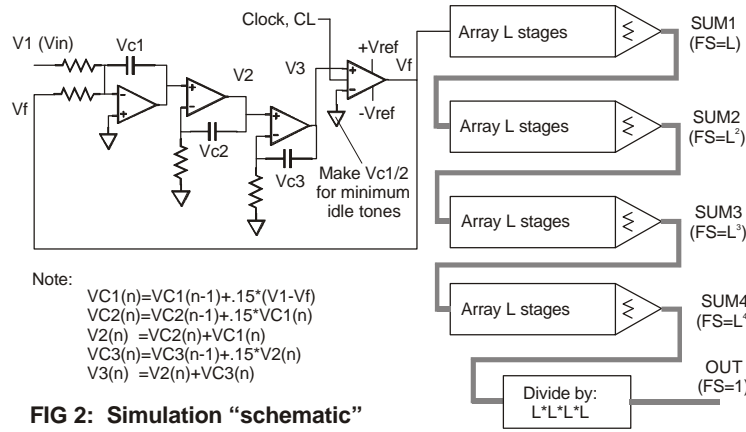 Clock, CL
V1 (Vin)
Vc1
V2
V3
+Vref
Vf
-Vref
Vf
Vc2
Vc3
Make Vc1/2
for minimum
idle tones
Array L stages
SUM1
(FS=L)
Array L stages
SUM2
(FS=L²)
Array L stages
SUM3
(FS=L³)
Array L stages
SUM4
(FS=L⁴
Divide by:
L*L*L*L
OUT
(FS=1)
Note:
VC1(n)=VC1(n-1)+.15*(V1-Vf)
VC2(n)=VC2(n-1)+.15*VC1(n)
V2(n) =VC2(n)+VC1(n)
VC3(n)=VC3(n-1)+.15*V2(n)
V3(n) =V2(n)+VC3(n)
FIG 2: Simulation “schematic”